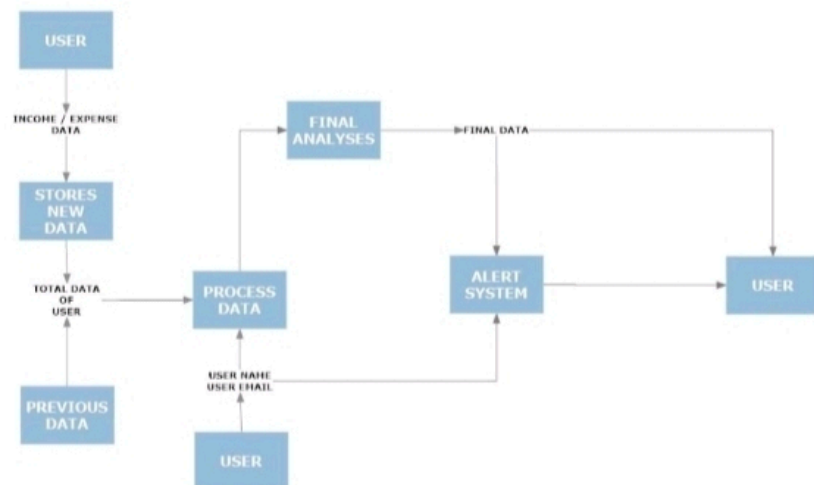 USER
INCOME / EXPENSE
DATA
STORES
NEW
DATA
TOTAL DATA
OF
USER
PREVIOUS
DATA
FINAL
ANALYSES
FINAL DATA
PROCESS
DATA
USER NAME
USER EMAIL
USER
ALERT
SYSTEM
USER